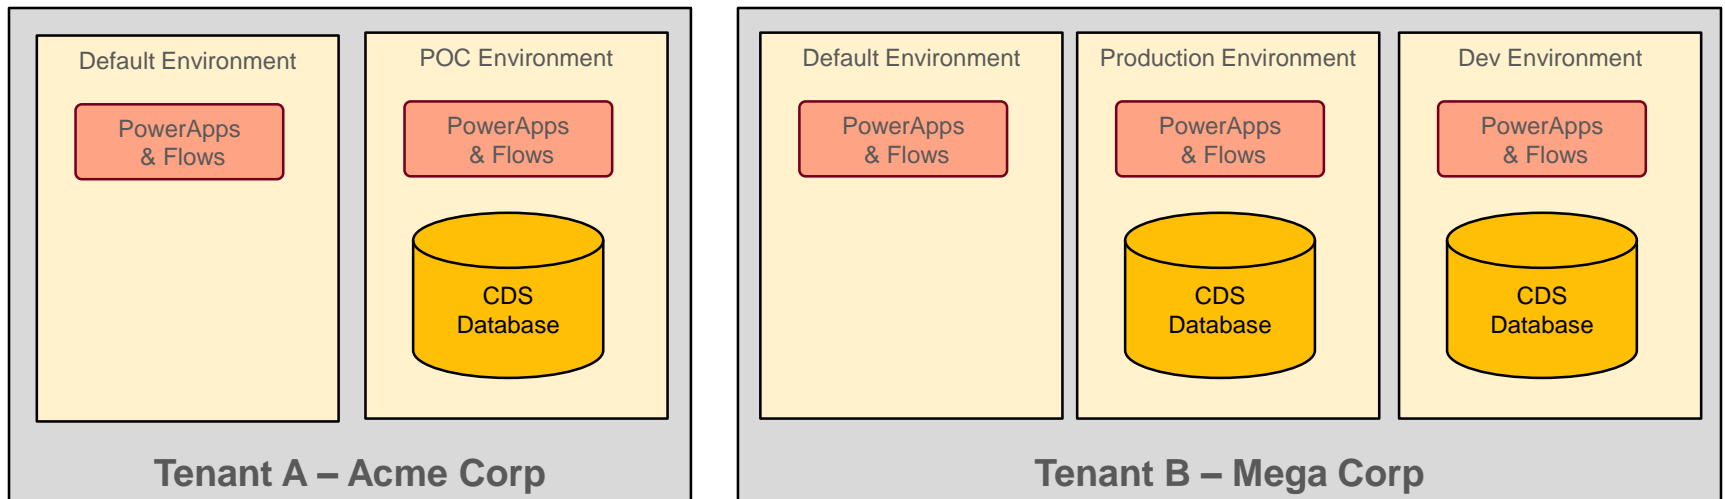 Default Environment
PowerApps
& Flows
POC Environment
PowerApps
& Flows
CDS
Database
Tenant A – Acme Corp
Default Environment
PowerApps
& Flows
Production Environment
PowerApps
& Flows
CDS
Database
Dev Environment
PowerApps
& Flows
CDS
Database
Tenant B – Mega Corp